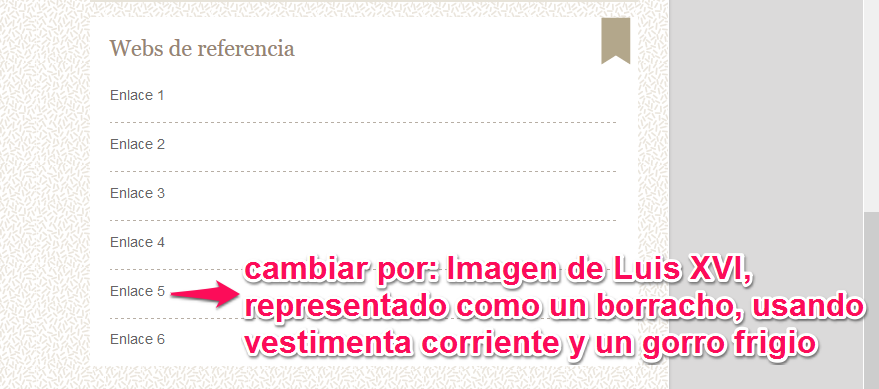 Webs de referencia
Enlace 1
Enlace 2
Enlace 3
Enlace 4
Enlace 5
cambiar por: Imagen de Luis XVI,
representado como un borracho, usando
vestimenta corriente y un gorro frigio
Enlace 6